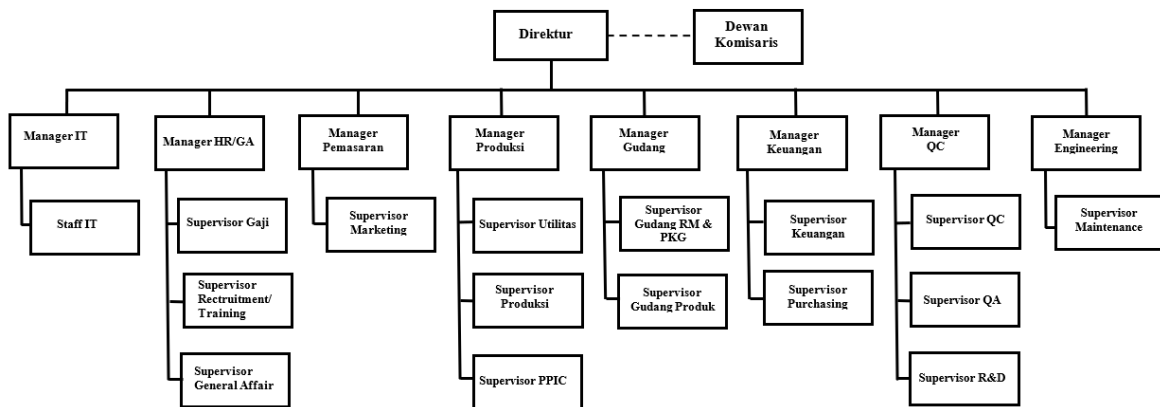 Direktur
Dewan
Komisaris
Manager IT
Manager HR/GA
Manager
Pemasaran
Manager
Produksi
Manager
Gudang
Manager
Keuangan
Manager
QC
Manager
Engineering
Staff IT
Supervisor Gaji
Supervisor
Rectruitment/
Training
Supervisor
General Affair
Supervisor
Marketing
Supervisor Utilitas
Supervisor
Produksi
Supervisor PPIC
Supervisor
Gudang RM &
PKG
Supervisor
Gudang Produk
Supervisor
Keuangan
Supervisor
Purchasing
Supervisor QC
Supervisor QA
Supervisor R&D
Supervisor
Maintenance